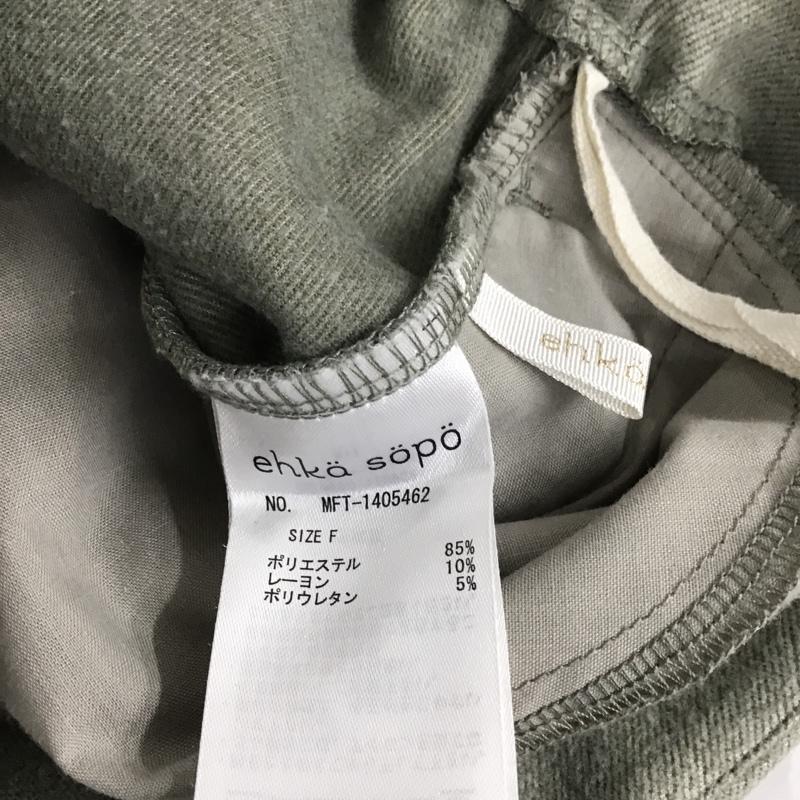 ehkä
ehkä söpö
NO. MFT-1405462
SIZE F
ポリエステル 85%
レーヨン 10%
ポリウレタン 5%